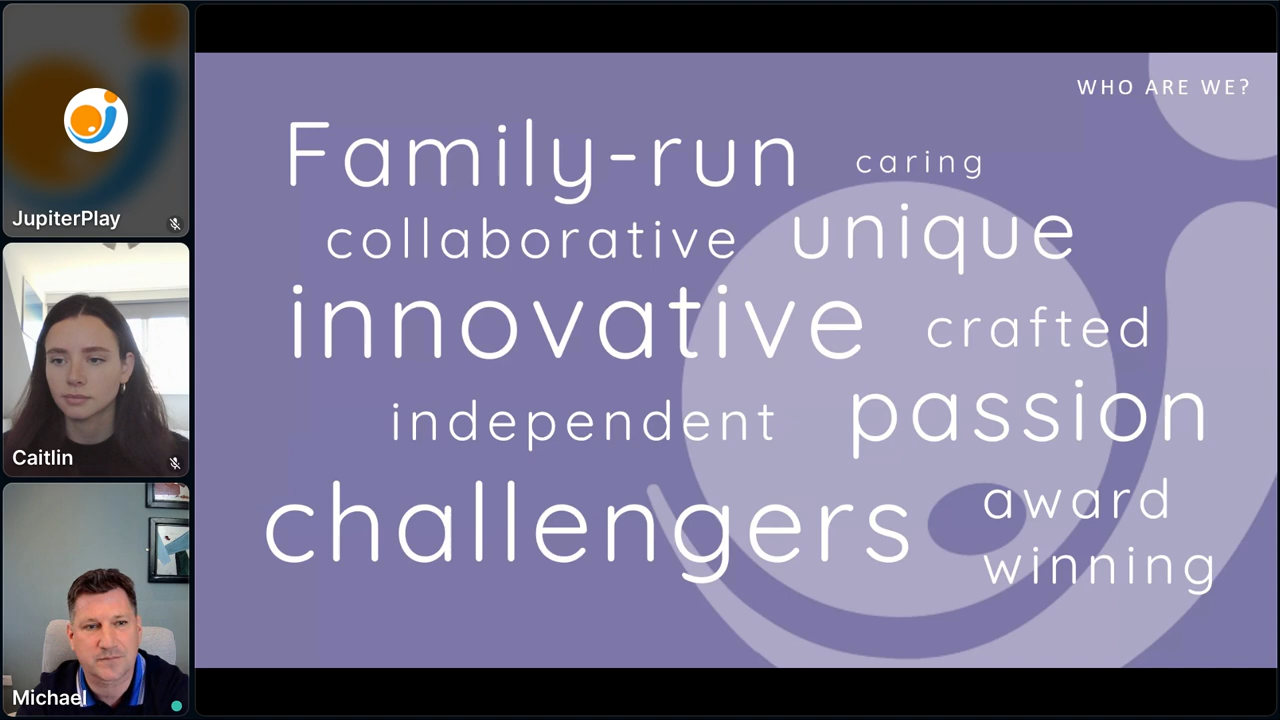 WHO ARE WE?
Family-run caring
collaborative unique
innovative crafted
independent passion
challengers award
winning
JupiterPlay
Caitlin
Michael